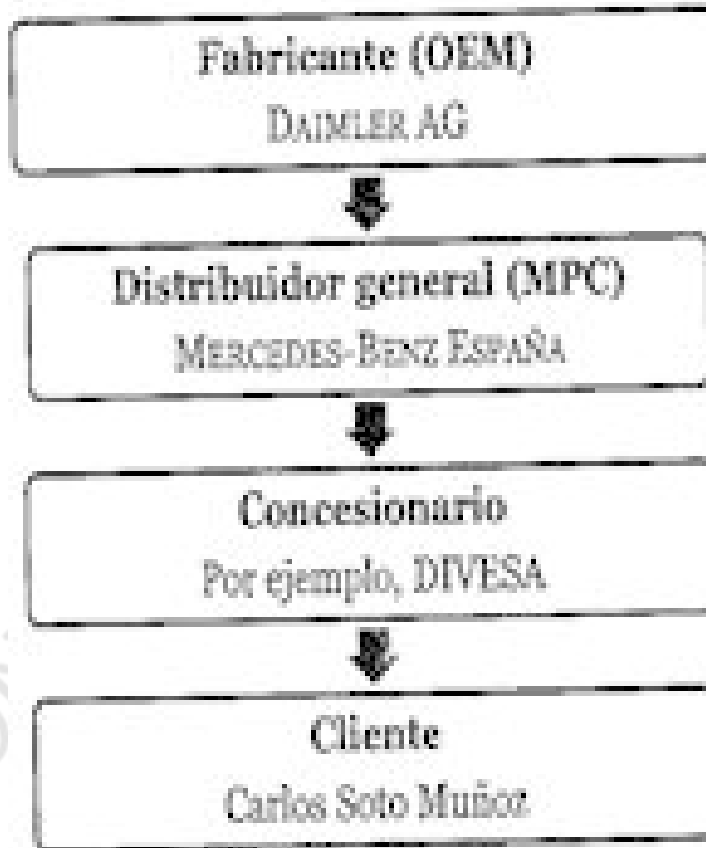 Fabricante (OEM)
DAIMLER AG
Distribuidor general (MPC)
MERCEDES-BENZ ESPAÑA
Concesionario
Por ejemplo, DIVESA
Cliente
Carlos Soto Muñoz